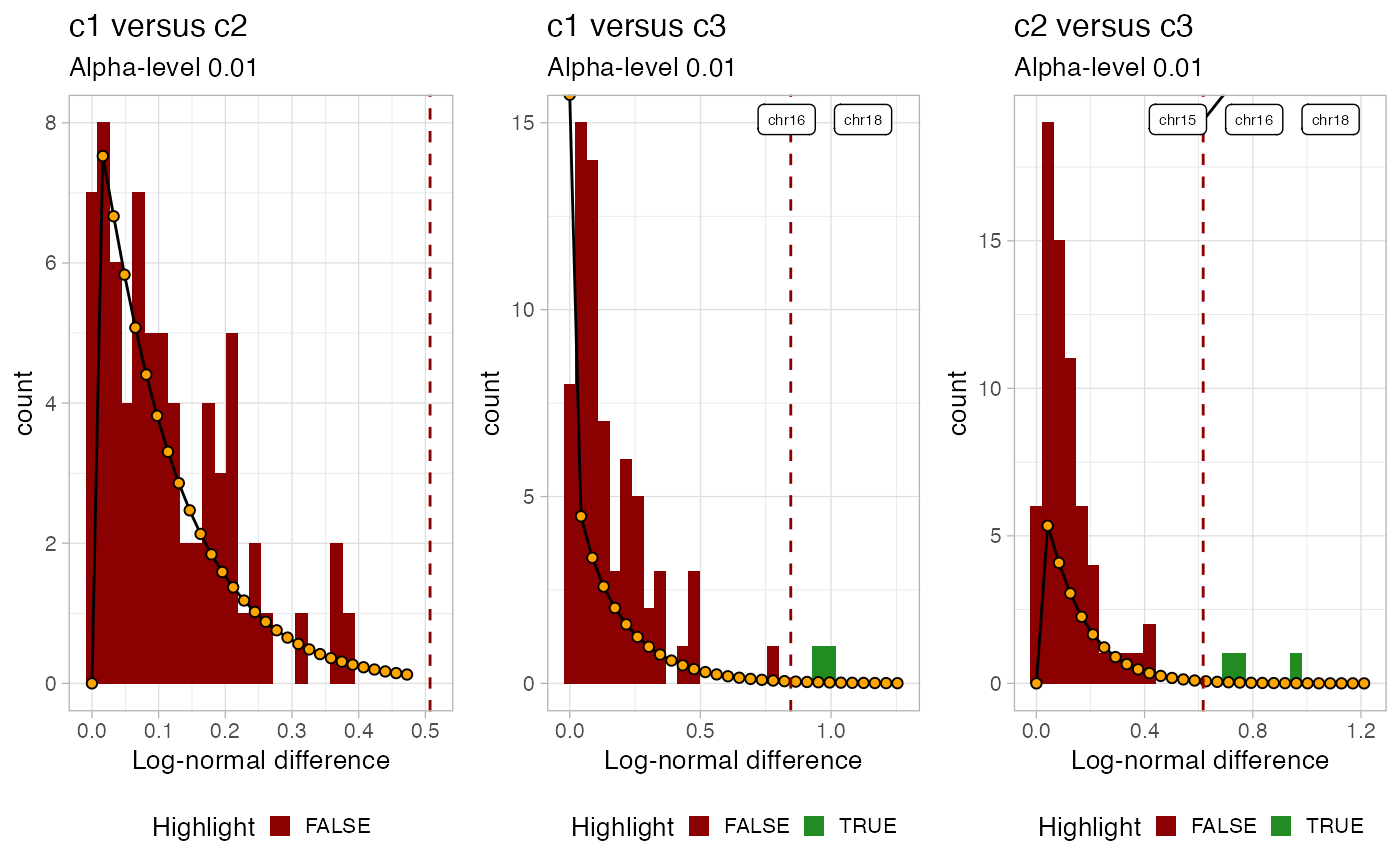 c1 versus c2
Alpha-level 0.01
count
8
6
4
2
0
0.0 0.1 0.2 0.3 0.4 0.5
Log-normal difference
Highlight FALSE
c1 versus c3
Alpha-level 0.01
chr16 chr18
count
15
10
5
0
0.0 0.5 1.0
Log-normal difference
Highlight FALSE TRUE
c2 versus c3
Alpha-level 0.01
chr15 chr16 chr18
count
15
10
5
0
0.0 0.4 0.8 1.2
Log-normal difference
Highlight FALSE TRUE